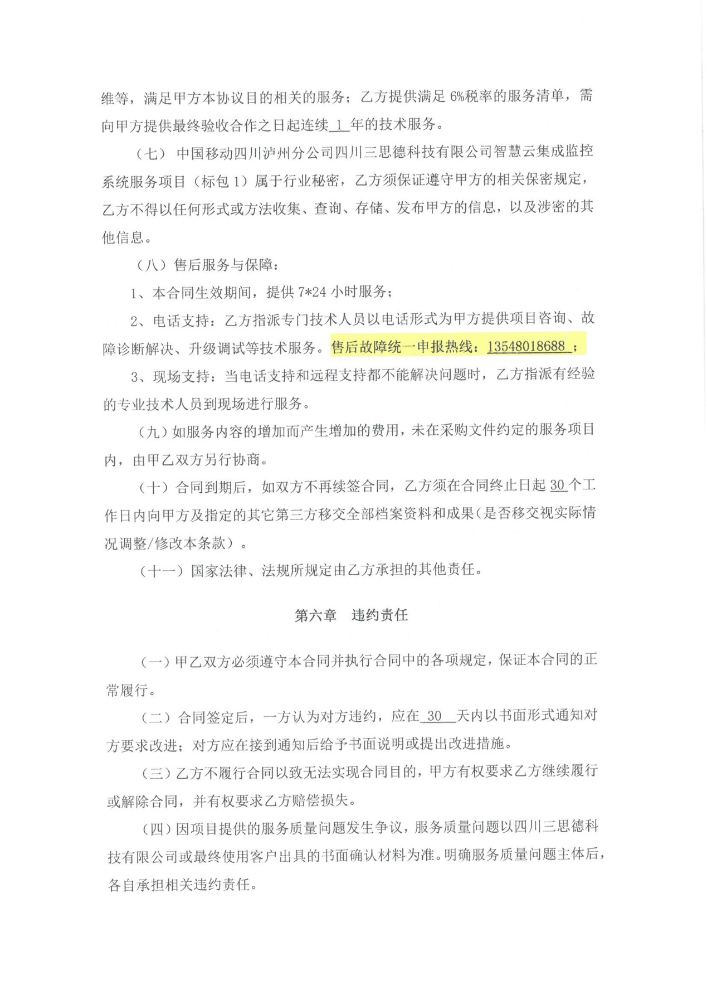 维等，满足甲方本协议目的相关的服务；乙方提供满足 6%税率的服务清单，需
向甲方提供最终验收合作之日起连续 1 年的技术服务。
（七） 中国移动四川泸州分公司四川三思德科技有限公司智慧云集成监控
系统服务项目（标包 1）属于行业秘密，乙方须保证遵守甲方的相关保密规定，
乙方不得以任何形式或方法收集、查询、存储、发布甲方的信息，以及涉密的其
他信息。
（八）售后服务与保障：
1、本合同生效期间，提供 7*24 小时服务；
2、电话支持：乙方指派专门技术人员以电话形式为甲方提供项目咨询、故
障诊断解决、升级调试等技术服务。售后故障统一申报热线：13548018688 ；
3、现场支持：当电话支持和远程支持都不能解决问题时，乙方指派有经验
的专业技术人员到现场进行服务。
（九）如服务内容的增加而产生增加的费用，未在采购文件约定的服务项目
内，由甲乙双方另行协商。
（十）合同到期后，如双方不再续签合同，乙方须在合同终止日起 30 个工
作日内向甲方及指定的其它第三方移交全部档案资料和成果（是否移交视实际情
况调整/修改本条款）。
（十一）国家法律、法规所规定由乙方承担的其他责任。
第六章 违约责任
（一）甲乙双方必须遵守本合同并执行合同中的各项规定，保证本合同的正
常履行。
（二）合同签定后，一方认为对方违约，应在 30 天内以书面形式通知对
方要求改进；对方应在接到通知后给予书面说明或提出改进措施。
（三）乙方不履行合同以致无法实现合同目的，甲方有权要求乙方继续履行
或解除合同，并有权要求乙方赔偿损失。
（四）因项目提供的服务质量问题发生争议，服务质量问题以四川三思德科
技有限公司或最终使用客户出具的书面确认材料为准。明确服务质量问题主体后，
各自承担相关违约责任。